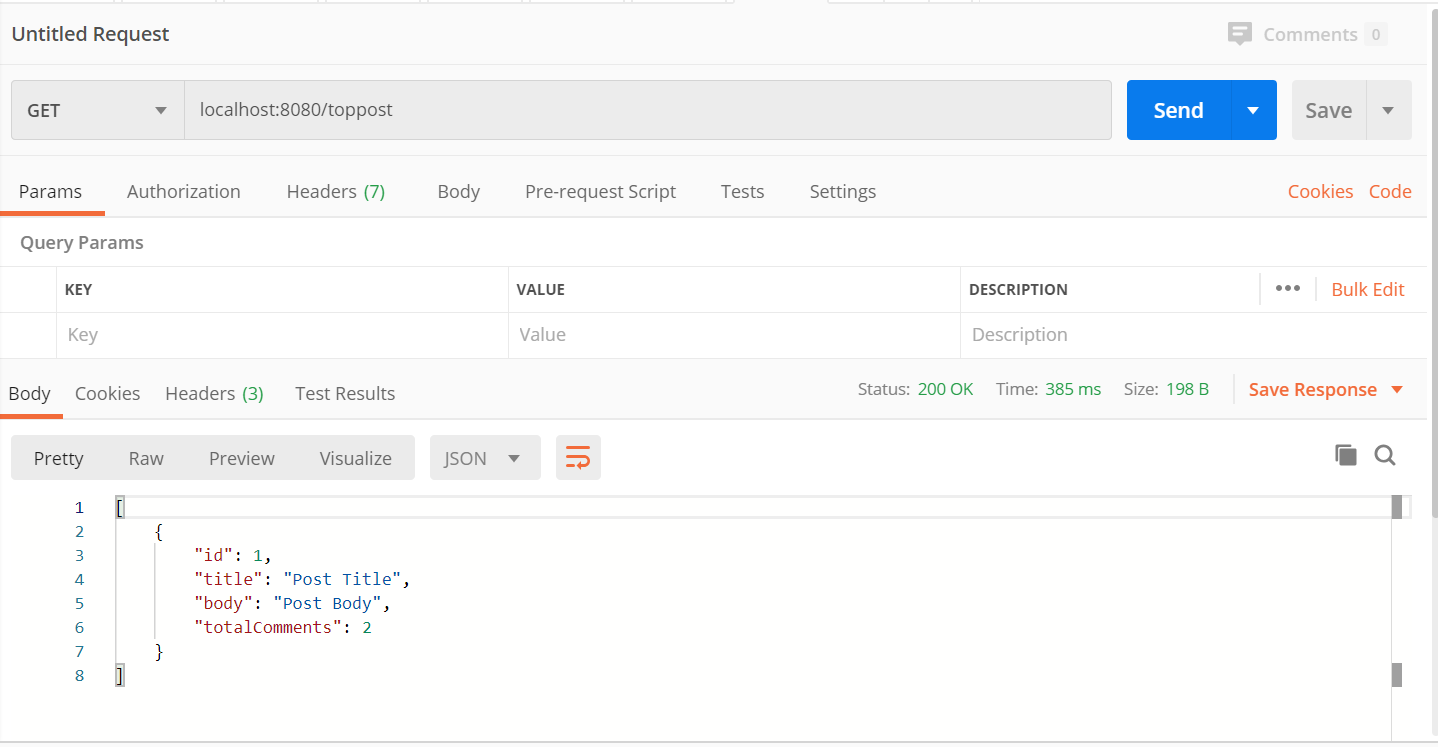 Untitled Request Comments 0
GET localhost:8080/toppost Send Save
Params Authorization Headers (7) Body Pre-request Script Tests Settings Cookies Code
Query Params
KEY VALUE DESCRIPTION ••• Bulk Edit
Key Value Description
Body Cookies Headers (3) Test Results Status: 200 OK Time: 385 ms Size: 198 B Save Response
Pretty Raw Preview Visualize JSON
1 [
2 {
3 "id": 1,
4 "title": "Post Title",
5 "body": "Post Body",
6 "totalComments": 2
7 }
8 ]